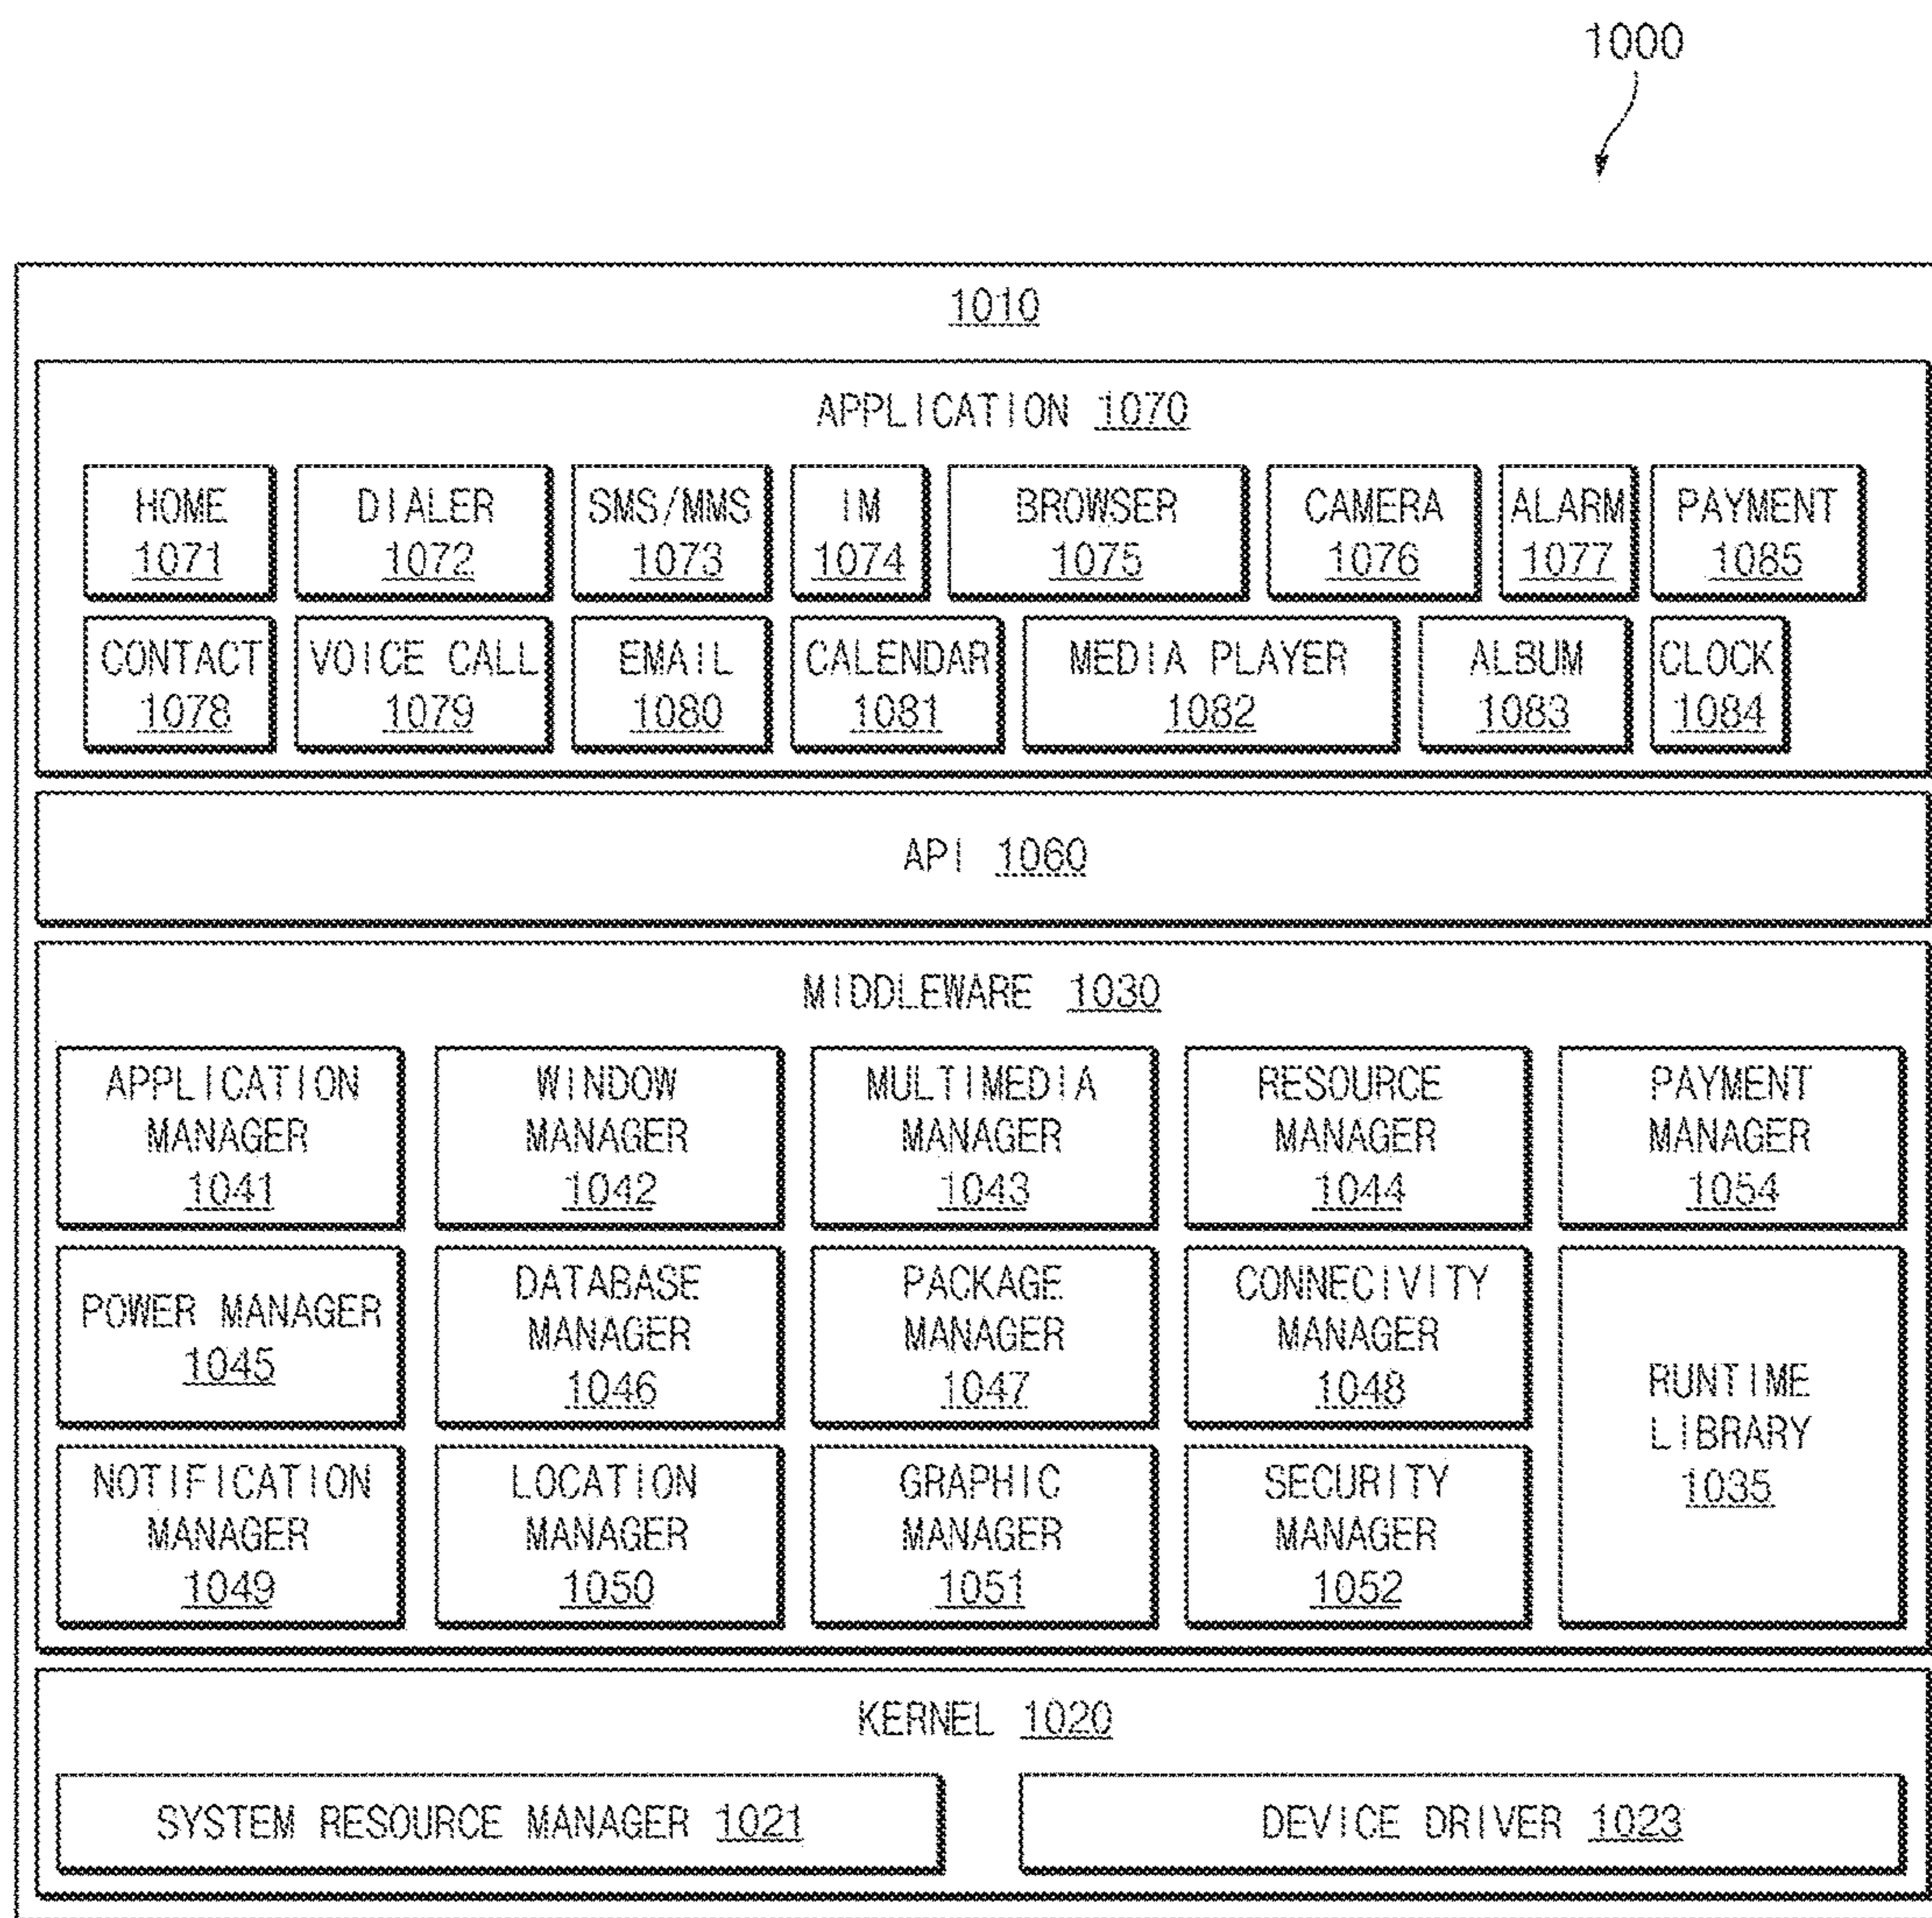 1000
1010
APPLICATION 1070
HOME
1071
DIALER
1072
SMS/MMS
1073
IM
1074
BROWSER
1075
CAMERA
1076
ALARM
1077
PAYMENT
1085
CONTACT
1078
VOICE CALL
1079
EMAIL
1080
CALENDAR
1081
MEDIA PLAYER
1082
ALBUM
1083
CLOCK
1084
API 1060
MIDDLEWARE 1030
APPLICATION
MANAGER
1041
WINDOW
MANAGER
1042
MULTIMEDIA
MANAGER
1043
RESOURCE
MANAGER
1044
PAYMENT
MANAGER
1054
POWER MANAGER
1045
DATABASE
MANAGER
1046
PACKAGE
MANAGER
1047
CONNECIVITY
MANAGER
1048
RUNTIME
LIBRARY
1035
NOTIFICATION
MANAGER
1049
LOCATION
MANAGER
1050
GRAPHIC
MANAGER
1051
SECURITY
MANAGER
1052
KERNEL 1020
SYSTEM RESOURCE MANAGER 1021
DEVICE DRIVER 1023